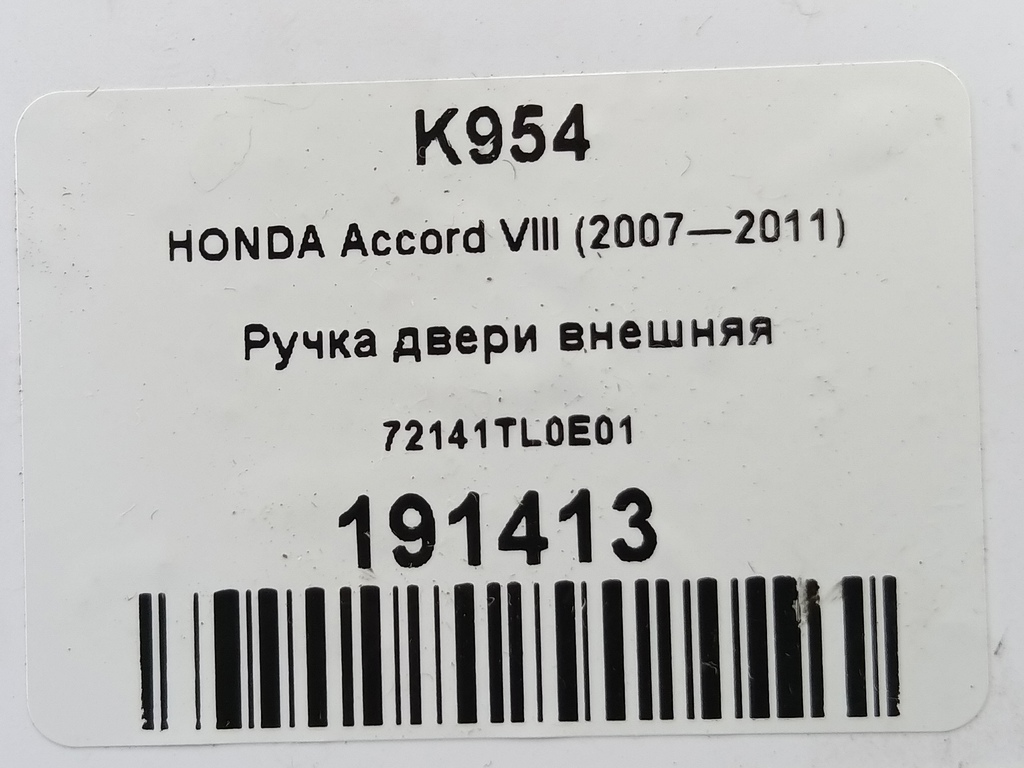 K954
HONDA Accord VIII (2007—2011)
Ручка двери внешняя
72141TL0E01
191413